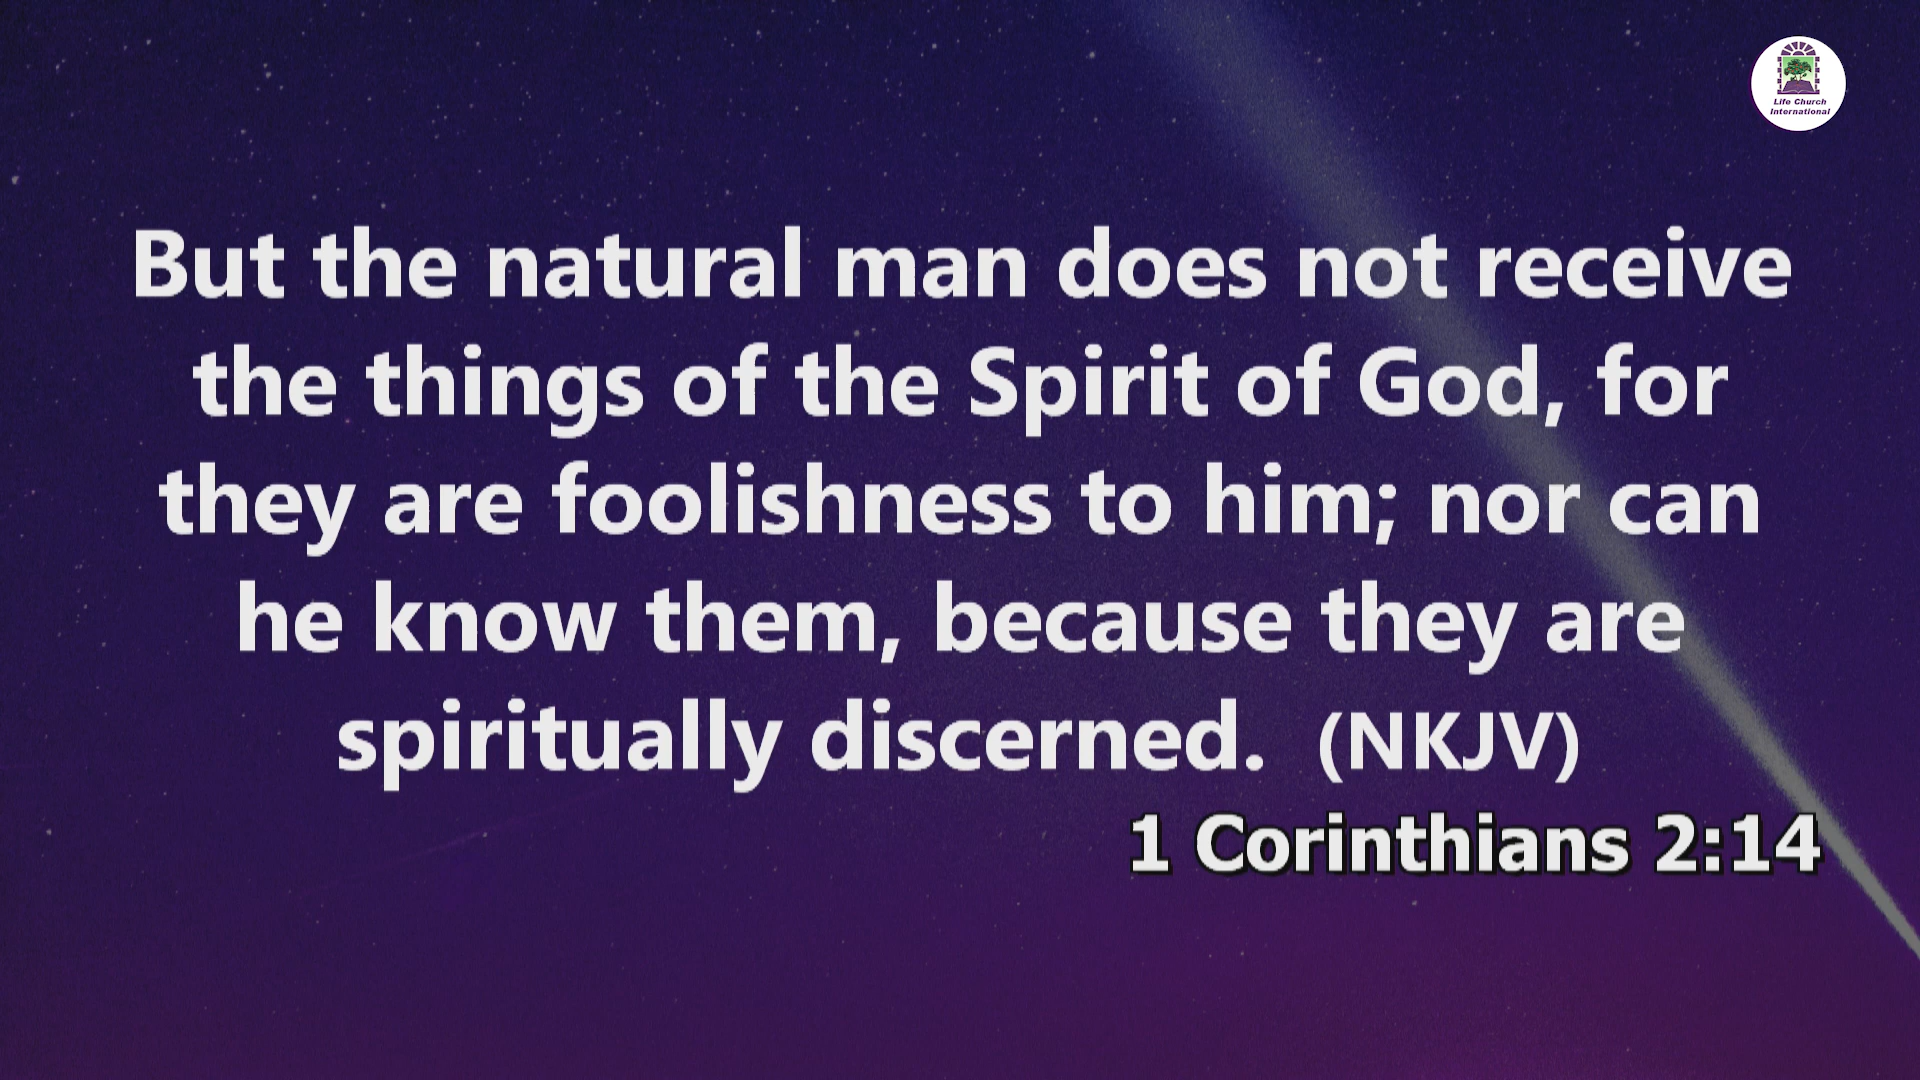 Life Church
International
But the natural man does not receive
the things of the Spirit of God, for
they are foolishness to him; nor can
he know them, because they are
spiritually discerned. (NKJV)
1 Corinthians 2:14